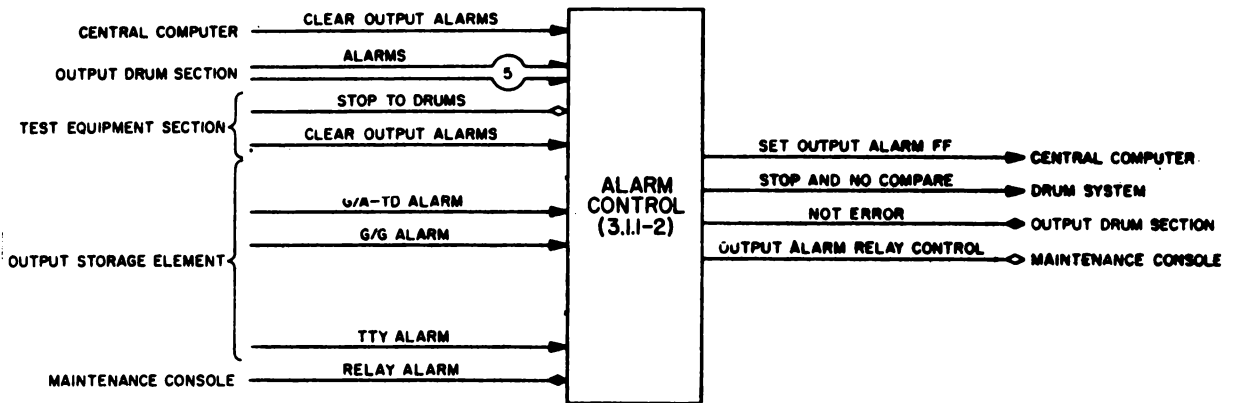 CENTRAL COMPUTER
CLEAR OUTPUT ALARMS
OUTPUT DRUM SECTION
ALARMS
5
TEST EQUIPMENT SECTION
STOP TO DRUMS
CLEAR OUTPUT ALARMS
OUTPUT STORAGE ELEMENT
G/A-TD ALARM
G/G ALARM
TTY ALARM
MAINTENANCE CONSOLE
RELAY ALARM
ALARM
CONTROL
(3.1.1-2)
SET OUTPUT ALARM FF
CENTRAL COMPUTER
STOP AND NO COMPARE
DRUM SYSTEM
NOT ERROR
OUTPUT DRUM SECTION
OUTPUT ALARM RELAY CONTROL
MAINTENANCE CONSOLE